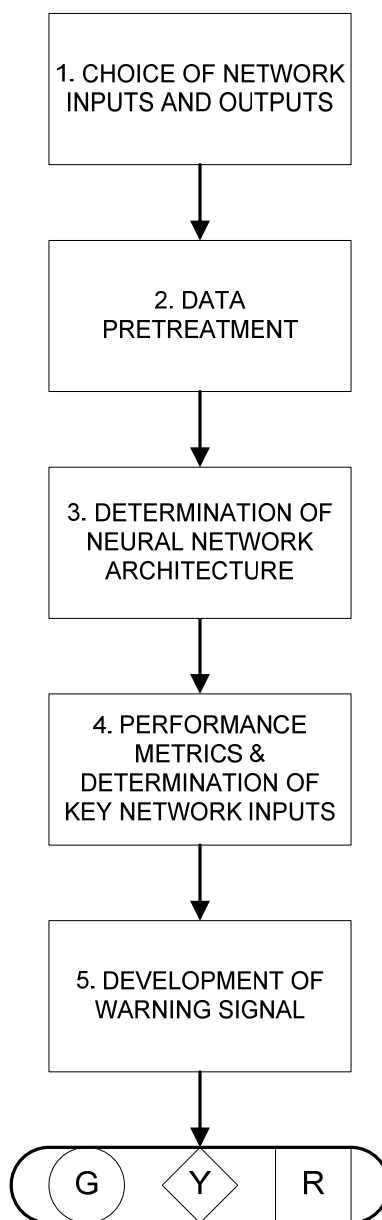 1. CHOICE OF NETWORK
INPUTS AND OUTPUTS
2. DATA
PRETREATMENT
3. DETERMINATION OF
NEURAL NETWORK
ARCHITECTURE
4. PERFORMANCE
METRICS &
DETERMINATION OF
KEY NETWORK INPUTS
5. DEVELOPMENT OF
WARNING SIGNAL
G Y R